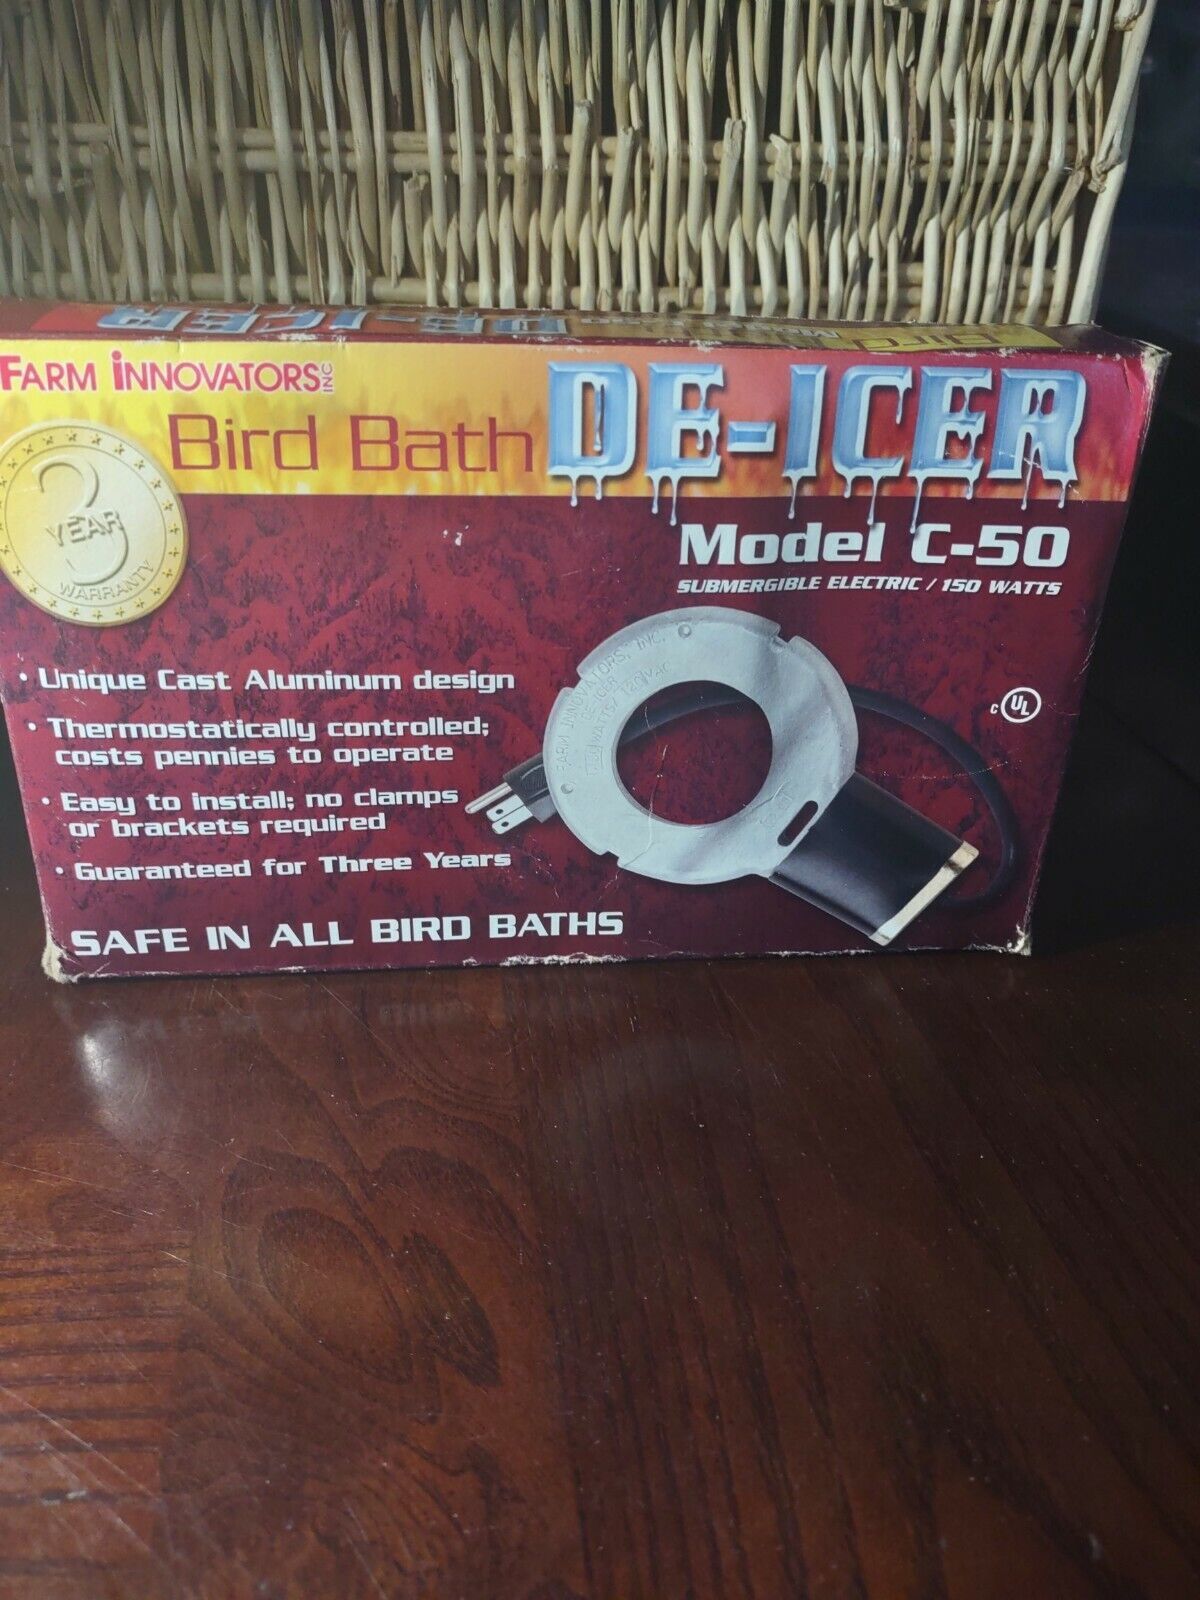 DE-ICER
FARM INNOVATORS INC
Bird Bath DE-ICER
3
YEAR
WARRANTY
Model C-50
SUBMERGIBLE ELECTRIC / 150 WATTS
• Unique Cast Aluminum design
• Thermostatically controlled;
costs pennies to operate
• Easy to install; no clamps
or brackets required
• Guaranteed for Three Years
SAFE IN ALL BIRD BATHS
FARM INNOVATORS, INC.
C UL